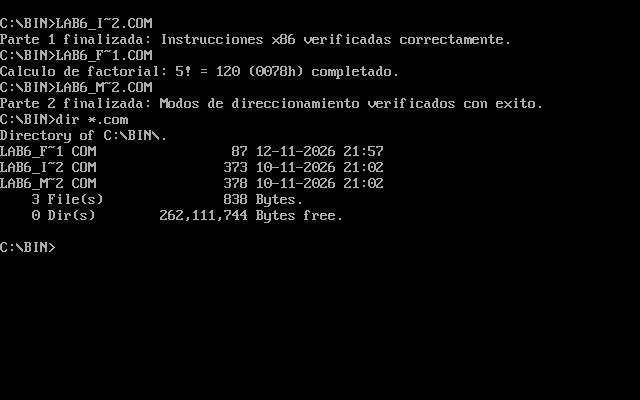 C:\BIN>LAB6_I~2.COM
Parte 1 finalizada: Instrucciones x86 verificadas correctamente.
C:\BIN>LAB6_F~1.COM
Calculo de factorial: 5! = 120 (0078h) completado.
C:\BIN>LAB6_M~2.COM
Parte 2 finalizada: Modos de direccionamiento verificados con exito.
C:\BIN>dir *.com
Directory of C:\BIN\.
LAB6_F~1 COM                 87 12-11-2026 21:57
LAB6_I~2 COM                373 10-11-2026 21:02
LAB6_M~2 COM                378 10-11-2026 21:02
    3 File(s)               838 Bytes.
    0 Dir(s)        262,111,744 Bytes free.
C:\BIN>